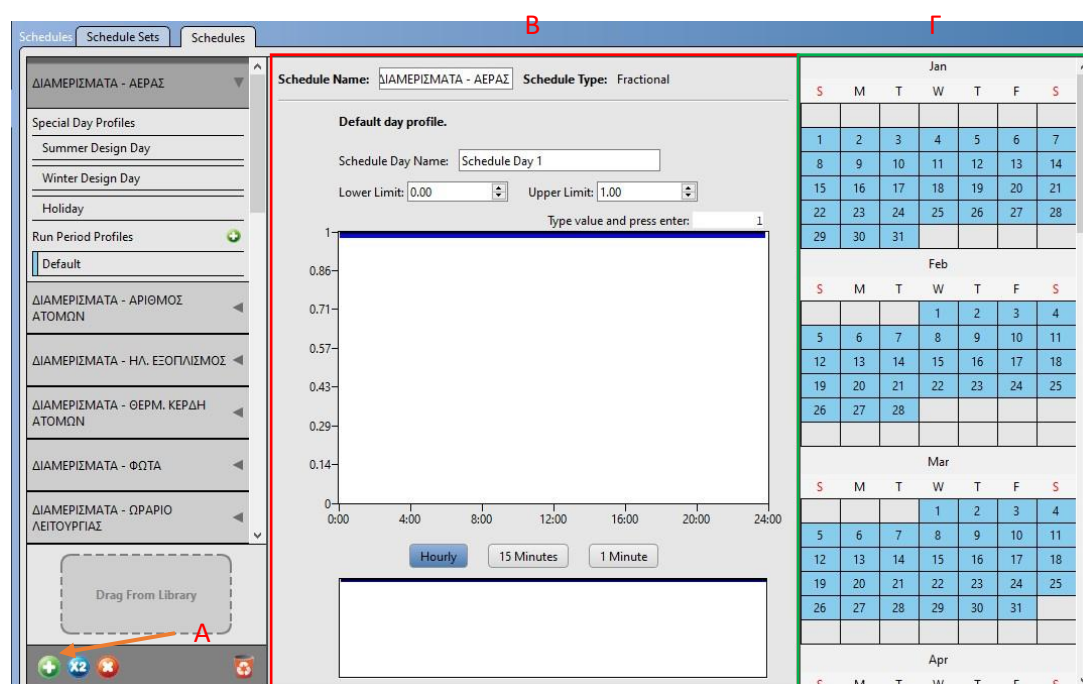 B Γ
Schedules Schedule Sets Schedules
ΔΙΑΜΕΡΙΣΜΑΤΑ - ΑΕΡΑΣ
Special Day Profiles
Summer Design Day
Winter Design Day
Holiday
Run Period Profiles
Default
ΔΙΑΜΕΡΙΣΜΑΤΑ - ΑΡΙΘΜΟΣ
ΑΤΟΜΩΝ
ΔΙΑΜΕΡΙΣΜΑΤΑ - ΗΛ. ΕΞΟΠΛΙΣΜΟΣ
ΔΙΑΜΕΡΙΣΜΑΤΑ - ΘΕΡΜ. ΚΕΡΔΗ
ΑΤΟΜΩΝ
ΔΙΑΜΕΡΙΣΜΑΤΑ - ΦΩΤΑ
ΔΙΑΜΕΡΙΣΜΑΤΑ - ΩΡΑΡΙΟ
ΛΕΙΤΟΥΡΓΙΑΣ
Drag From Library
A
X2
Schedule Name: ΔΙΑΜΕΡΙΣΜΑΤΑ - ΑΕΡΑΣ Schedule Type: Fractional
Default day profile.
Schedule Day Name: Schedule Day 1
Lower Limit: 0.00 Upper Limit: 1.00
Type value and press enter: 1
1
0.86
0.71
0.57
0.43
0.29
0.14
0
0:00 4:00 8:00 12:00 16:00 20:00 24:00
Hourly 15 Minutes 1 Minute
Jan
S M T W T F S
1 2 3 4 5 6 7
8 9 10 11 12 13 14
15 16 17 18 19 20 21
22 23 24 25 26 27 28
29 30 31
Feb
S M T W T F S
1 2 3 4
5 6 7 8 9 10 11
12 13 14 15 16 17 18
19 20 21 22 23 24 25
26 27 28
Mar
S M T W T F S
1 2 3 4
5 6 7 8 9 10 11
12 13 14 15 16 17 18
19 20 21 22 23 24 25
26 27 28 29 30 31
Apr
S M T W T F S